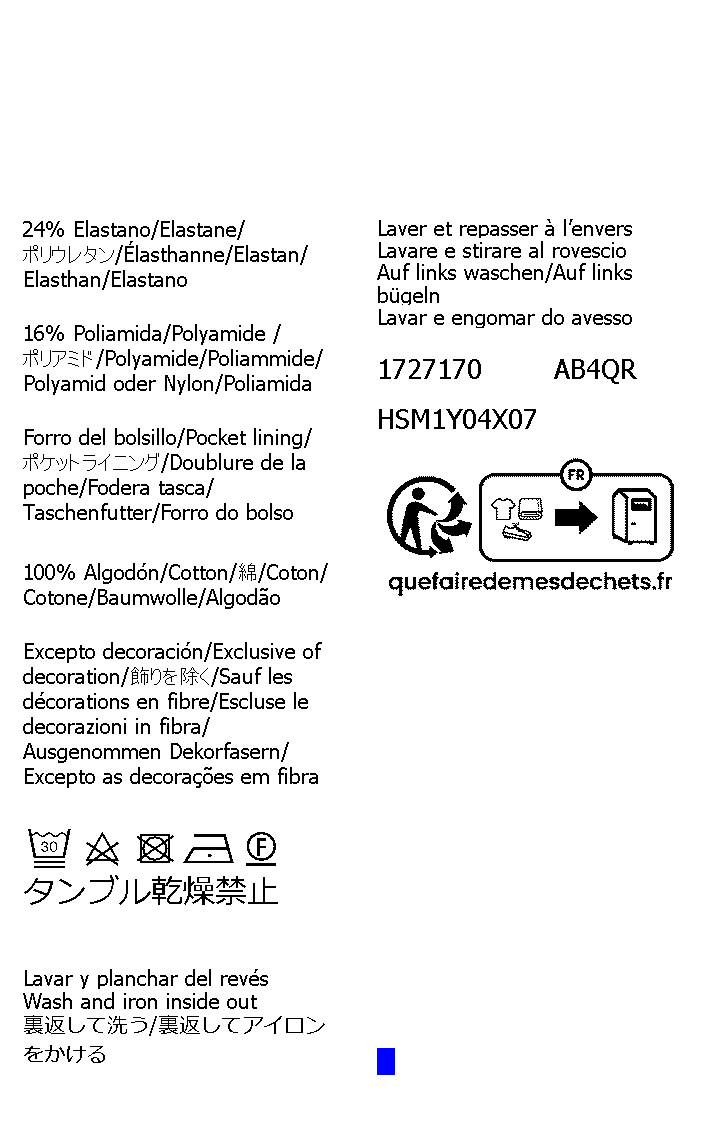 24% Elastano/Elastane/
ポリウレタン/Élasthanne/Elastan/
Elasthan/Elastano
16% Poliamida/Polyamide /
ポリアミド/Polyamide/Poliammide/
Polyamid oder Nylon/Poliamida
Forro del bolsillo/Pocket lining/
ポケットライニング/Doublure de la
poche/Fodera tasca/
Taschenfutter/Forro do bolso
100% Algodón/Cotton/綿/Coton/
Cotone/Baumwolle/Algodão
Excepto decoración/Exclusive of
decoration/飾りを除く/Sauf les
décorations en fibre/Escluse le
decorazioni in fibra/
Ausgenommen Dekorfasern/
Excepto as decorações em fibra
30 F
タンブル乾燥禁止
Lavar y planchar del revés
Wash and iron inside out
裏返して洗う/裏返してアイロン
をかける
Laver et repasser à l'envers
Lavare e stirare al rovescio
Auf links waschen/Auf links
bügeln
Lavar e engomar do avesso
1727170 AB4QR
HSM1Y04X07
FR
quefairedemesdechets.fr